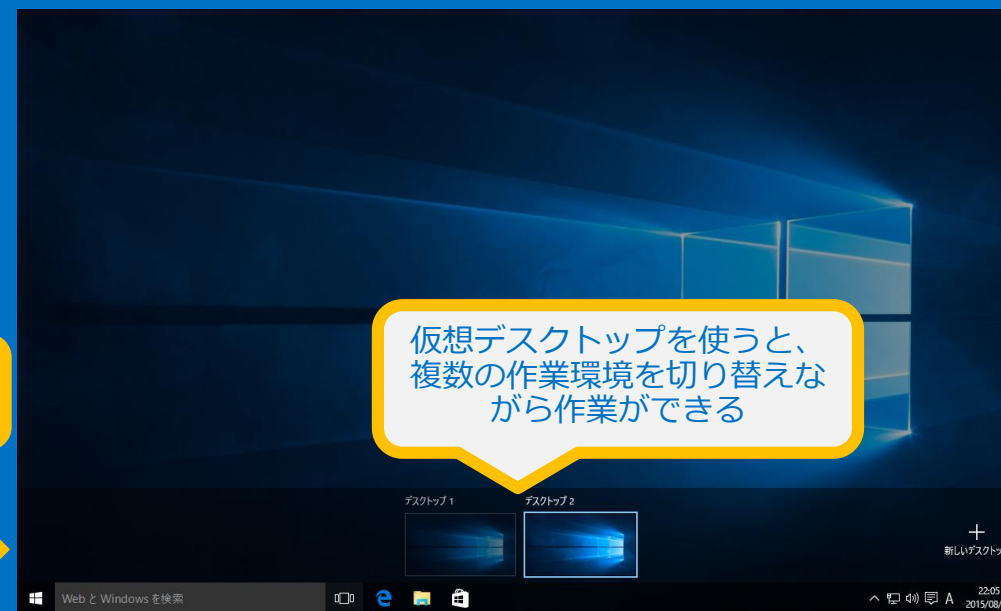 仮想デスクトップを使うと、
複数の作業環境を切り替えな
がら作業ができる
デスクトップ 1
デスクトップ 2
新しいデスクトッ
Web と Windows を検索
A
22:05
2015/08/